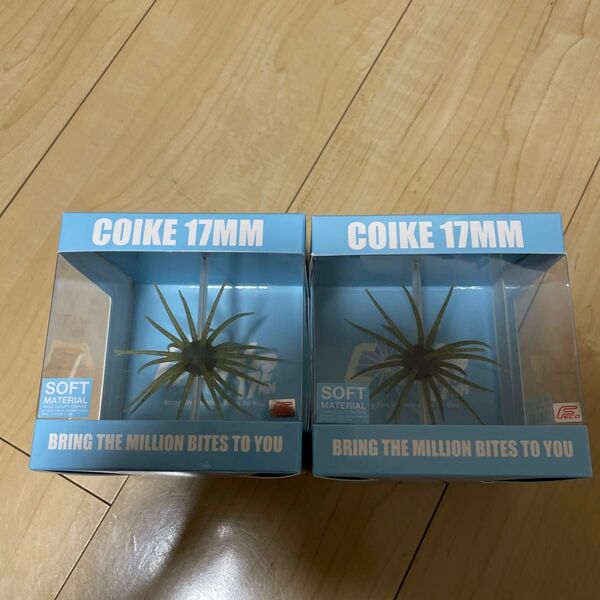 COIKE 17MM
SOFT
MATERIAL
BRING THE MILLION BITES TO YOU
COIKE 17MM
SOFT
MATERIAL
FECO
BRING THE MILLION BITES TO YOU